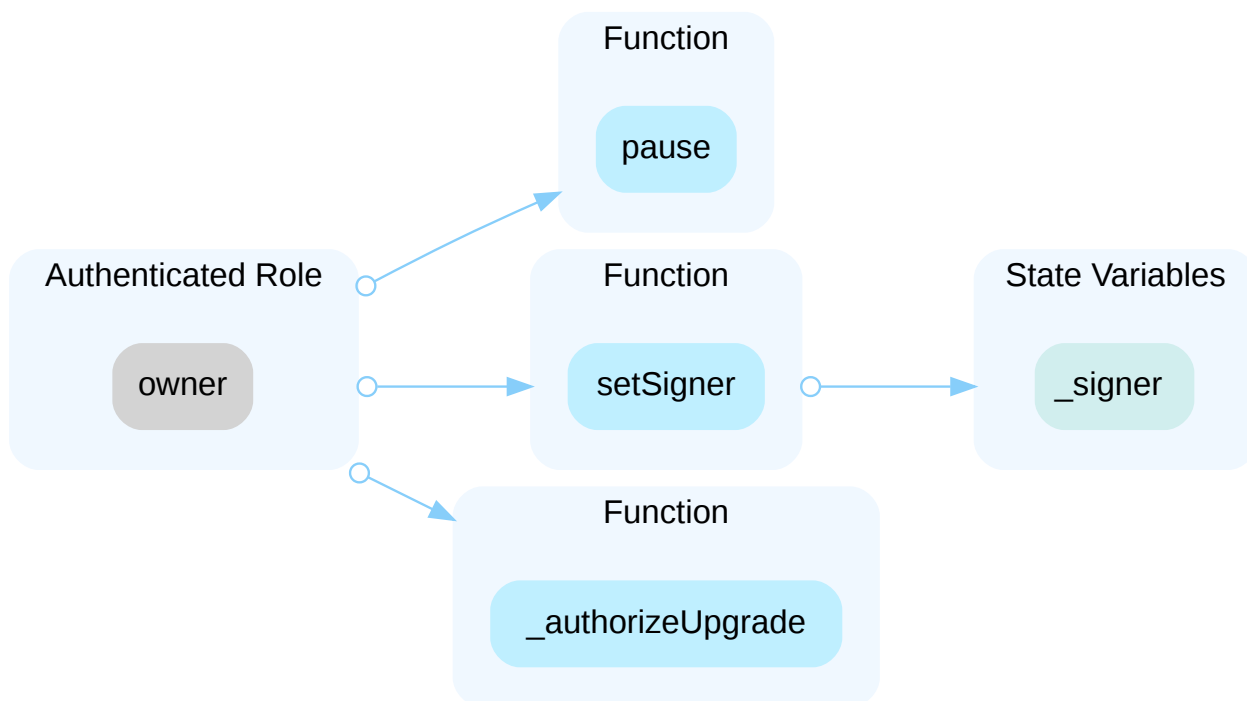 Function
pause
Authenticated Role
owner
Function
setSigner
State Variables
_signer
Function
_authorizeUpgrade